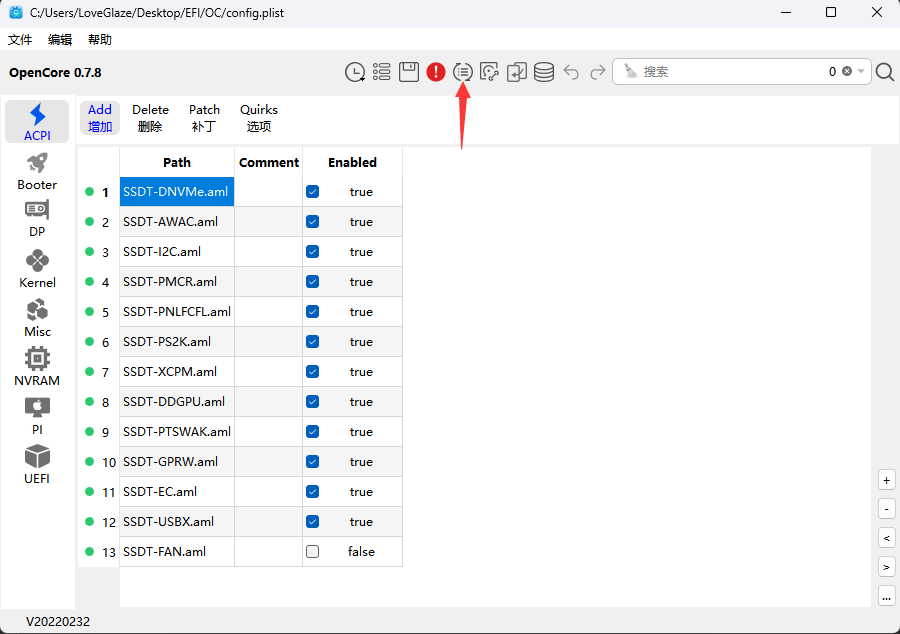 C:/Users/LoveGlaze/Desktop/EFI/OC/config.plist
文件 编辑 帮助
OpenCore 0.7.8
搜索 0
ACPI
Booter
DP
Kernel
Misc
NVRAM
PI
UEFI
Add Delete Patch Quirks
增加 删除 补丁 选项
Path Comment Enabled
1 SSDT-DNVMe.aml true
2 SSDT-AWAC.aml true
3 SSDT-I2C.aml true
4 SSDT-PMCR.aml true
5 SSDT-PNLFCFL.aml true
6 SSDT-PS2K.aml true
7 SSDT-XCPM.aml true
8 SSDT-DDGPU.aml true
9 SSDT-PTSWAK.aml true
10 SSDT-GPRW.aml true
11 SSDT-EC.aml true
12 SSDT-USBX.aml true
13 SSDT-FAN.aml false
+
-
<
>
...
V20220232